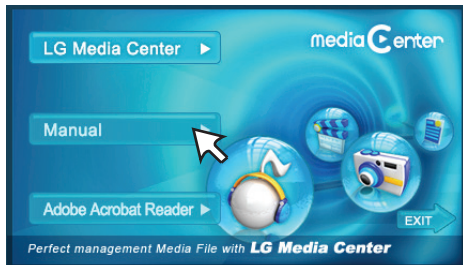 LG Media Center
media Center
Manual
Adobe Acrobat Reader
EXIT
Perfect management Media File with LG Media Center